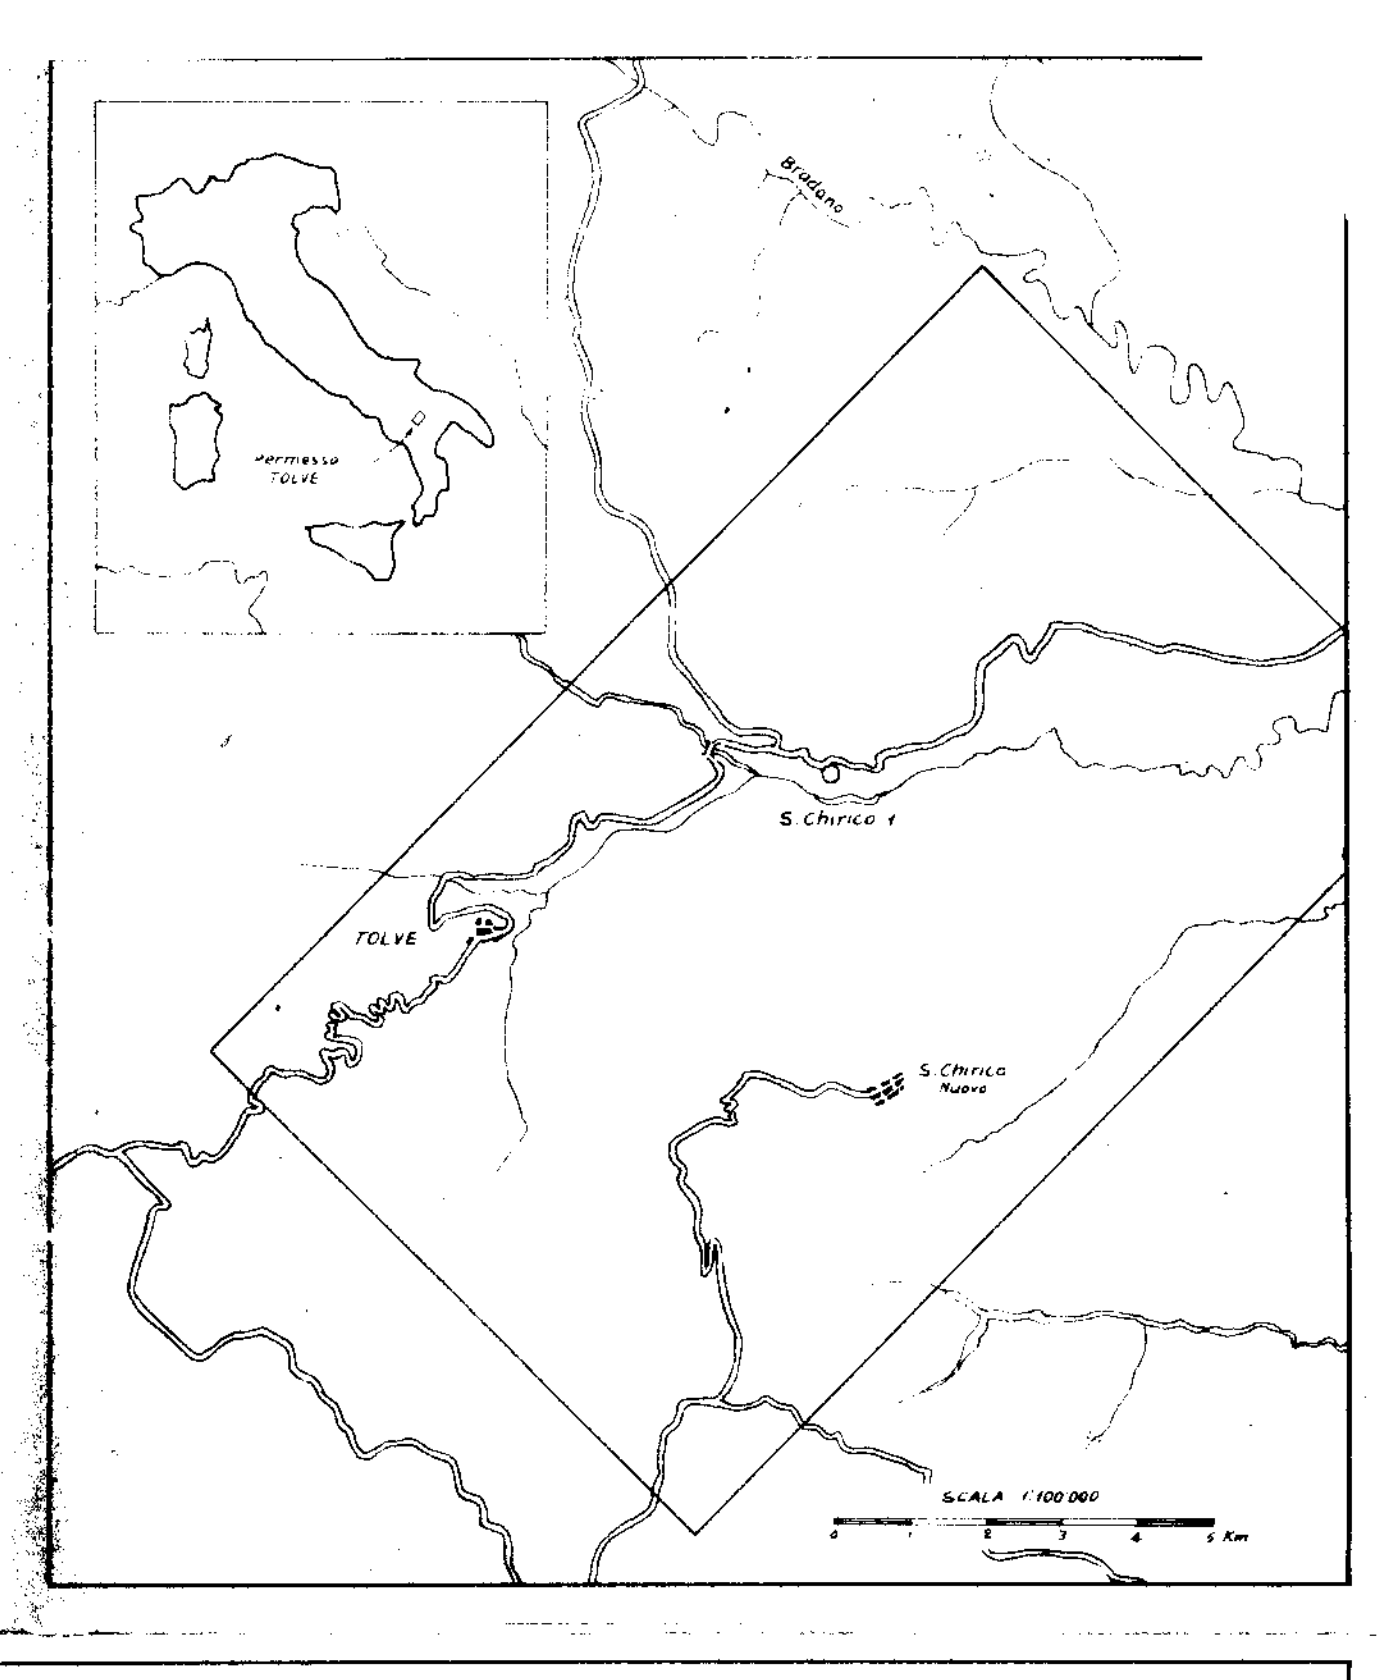 Bradano
Permesso
TOLVE
S. Chirico 1
TOLVE
S. Chirico
Nuovo
SCALA 1:100'000
0 1 2 3 4 5 Km